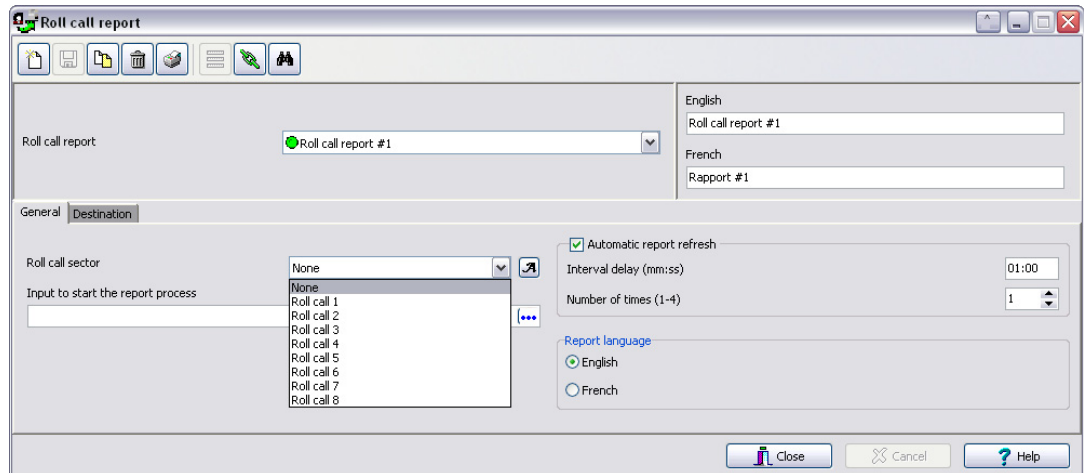 Roll call report
English
Roll call report #1
Roll call report
Roll call report #1
French
Rapport #1
General
Destination
Roll call sector
None
Input to start the report process
None
Roll call 1
Roll call 2
Roll call 3
Roll call 4
Roll call 5
Roll call 6
Roll call 7
Roll call 8
Automatic report refresh
Interval delay (mm:ss)
01:00
Number of times (1-4)
1
Report language
English
French
Close
Cancel
Help